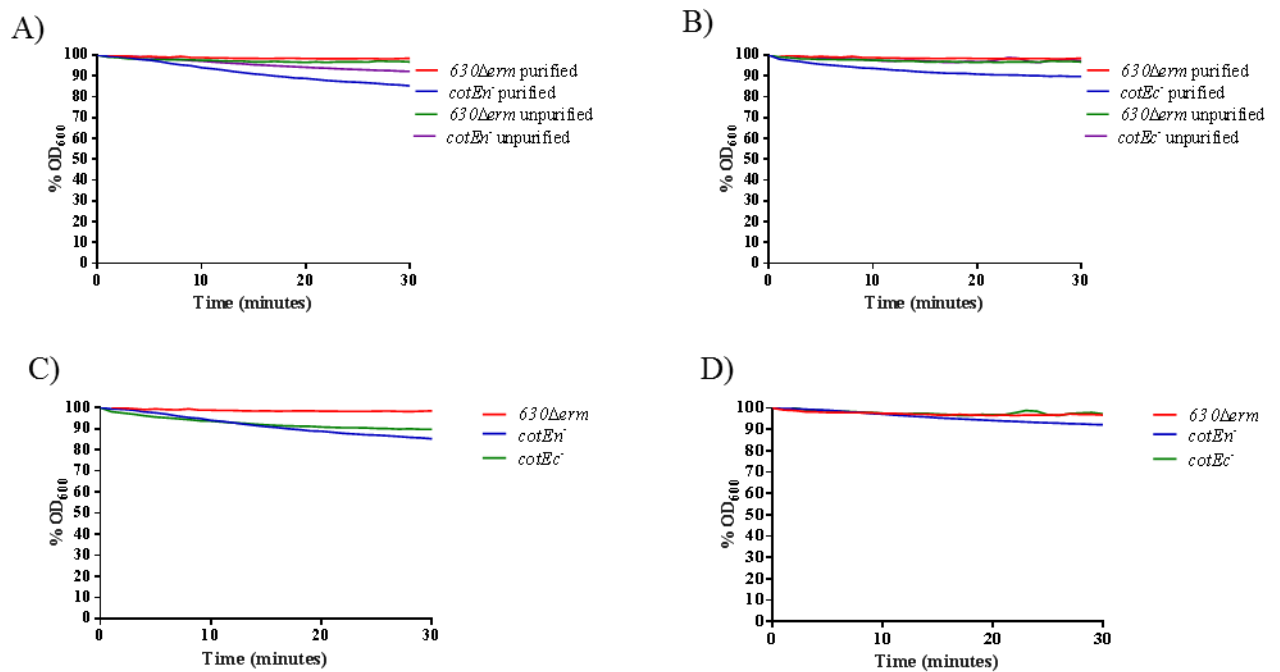 A)
100
90
80
70
60
50
40
30
20
10
0
% OD600
0 10 20 30
Time (minutes)
630Δerm purified
cotEn- purified
630Δerm unpurified
cotEn- unpurified
B)
100
90
80
70
60
50
40
30
20
10
0
% OD600
0 10 20 30
Time (minutes)
630Δerm purified
cotEc- purified
630Δerm unpurified
cotEc- unpurified
C)
100
90
80
70
60
50
40
30
20
10
0
% OD600
0 10 20 30
Time (minutes)
630Δerm
cotEn-
cotEc-
D)
100
90
80
70
60
50
40
30
20
10
0
% OD600
0 10 20 30
Time (minutes)
630Δerm
cotEn-
cotEc-